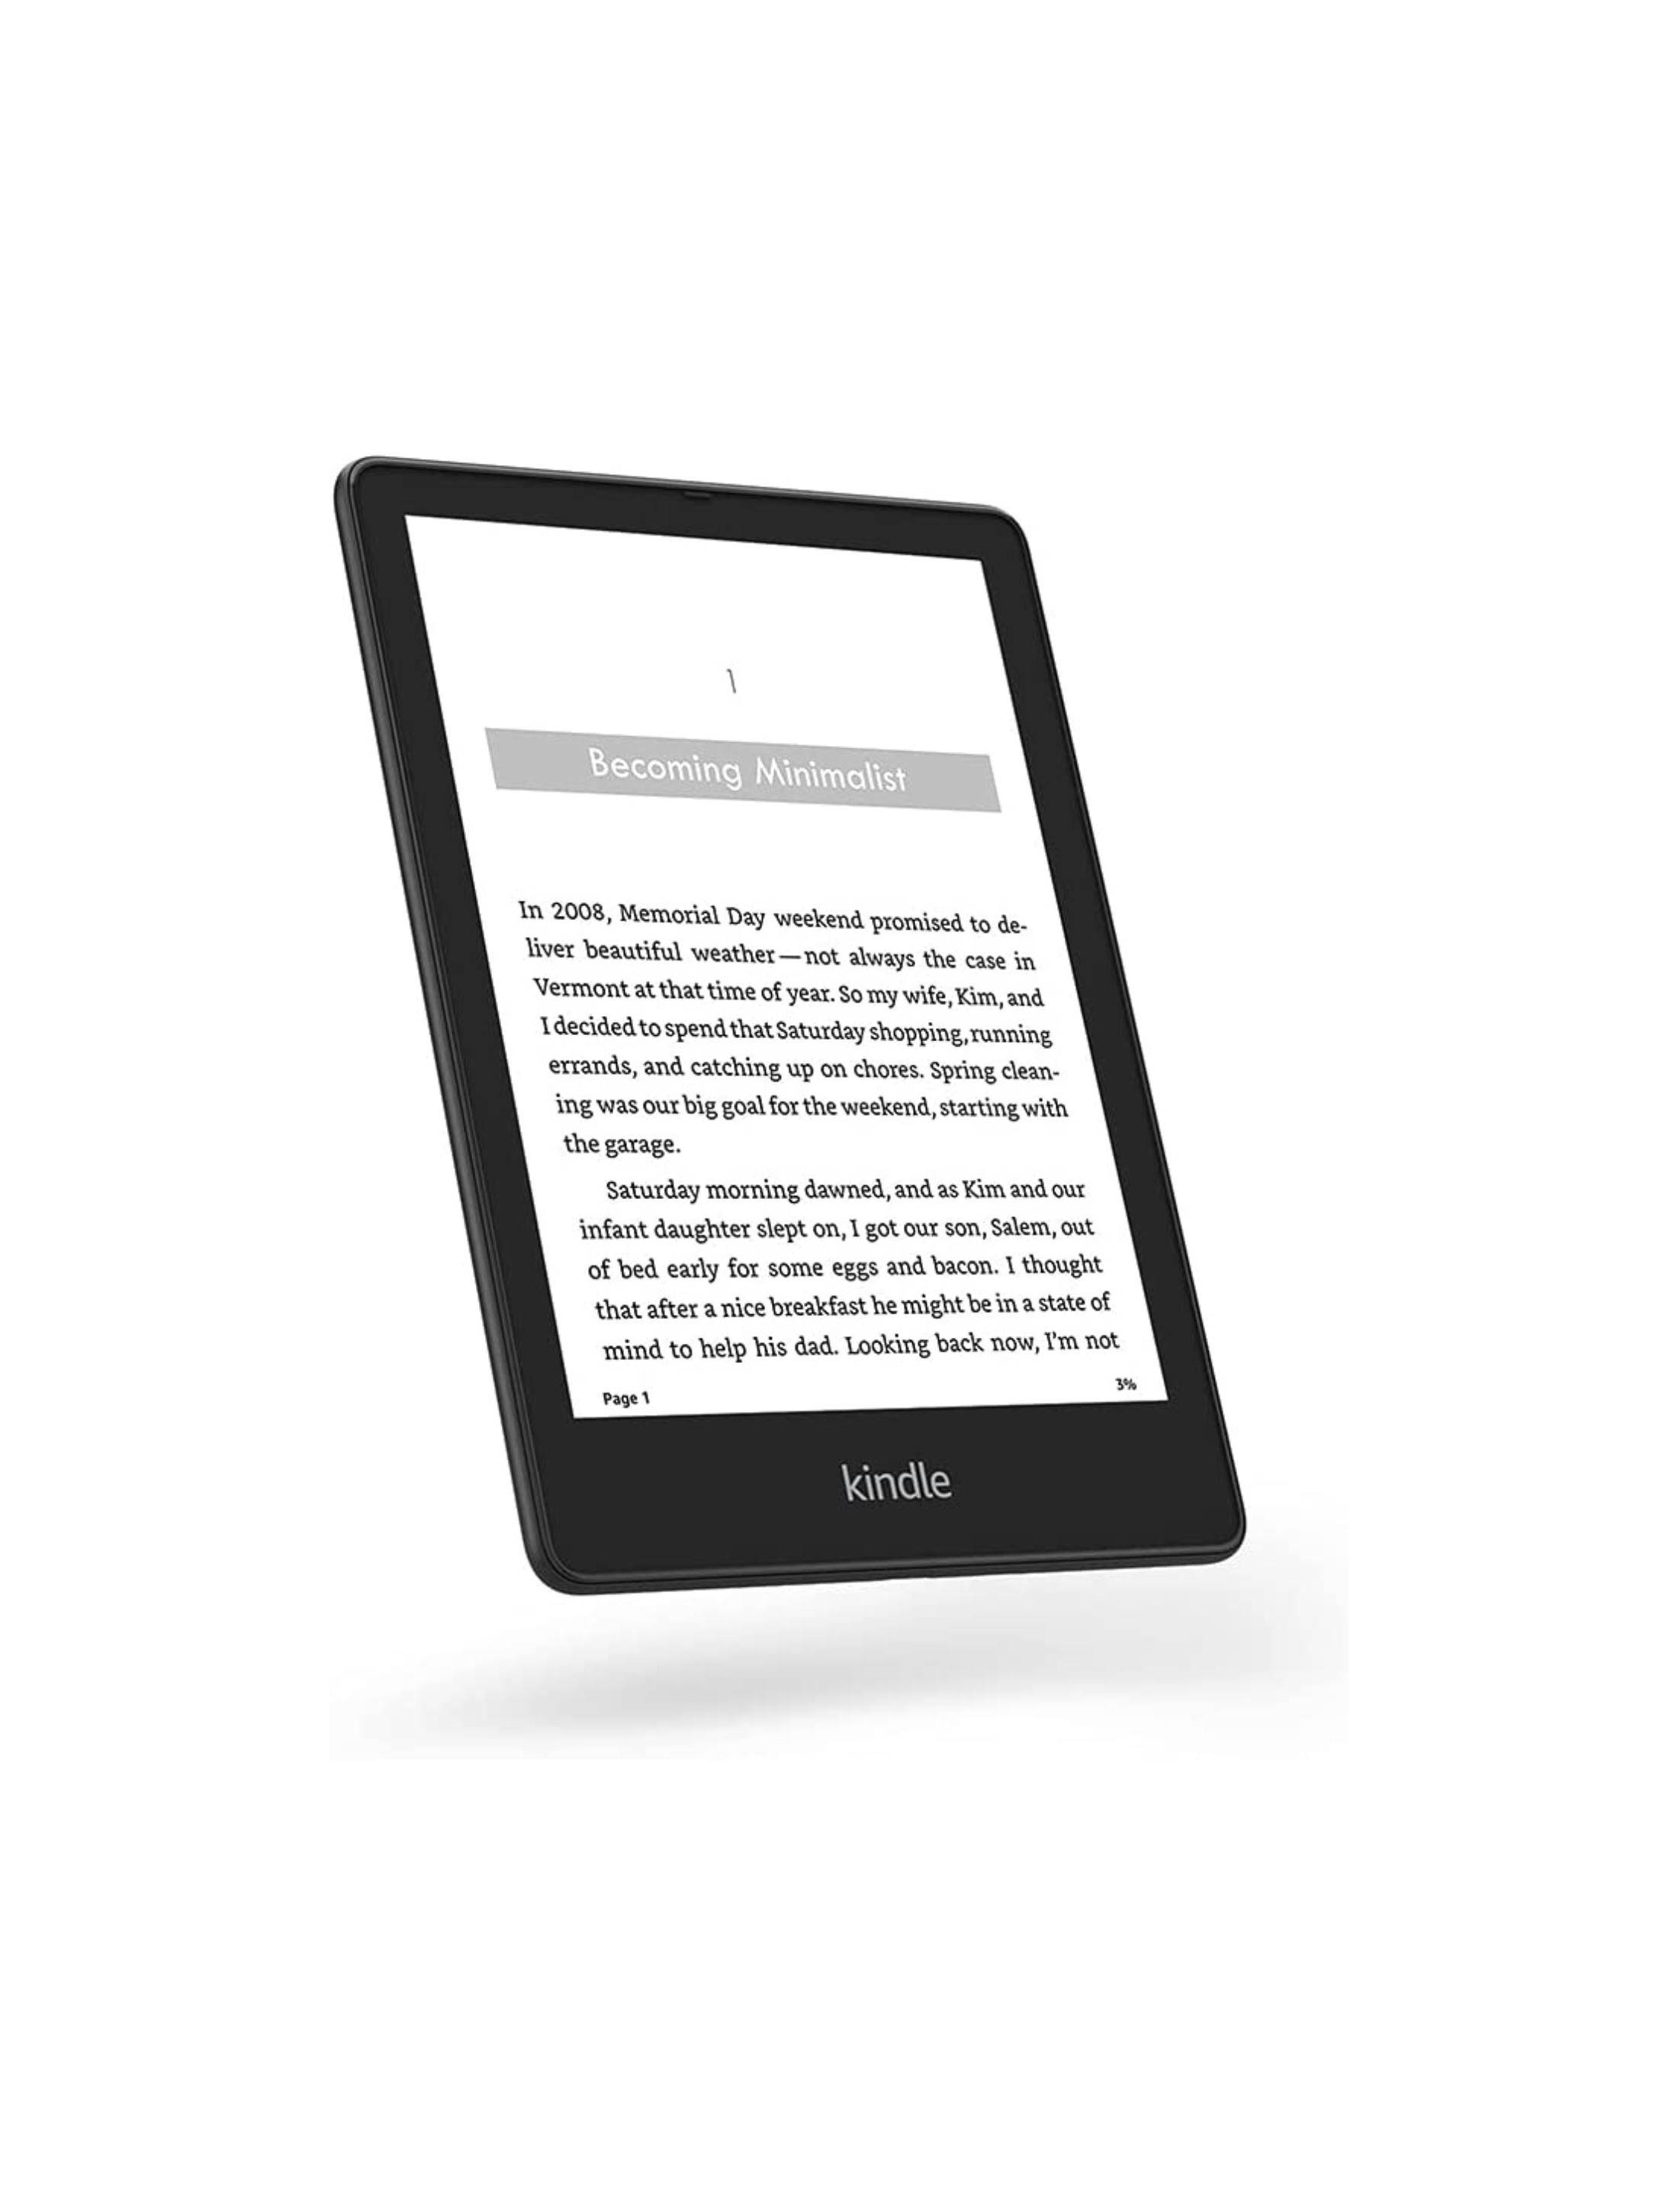 1
Becoming Minimalist
In 2008, Memorial Day weekend promised to de-
liver beautiful weather—not always the case in
Vermont at that time of year. So my wife, Kim, and
I decided to spend that Saturday shopping, running
errands, and catching up on chores. Spring clean-
ing was our big goal for the weekend, starting with
the garage.
Saturday morning dawned, and as Kim and our
infant daughter slept on, I got our son, Salem, out
of bed early for some eggs and bacon. I thought
that after a nice breakfast he might be in a state of
mind to help his dad. Looking back now, I'm not
Page 1 3%
kindle